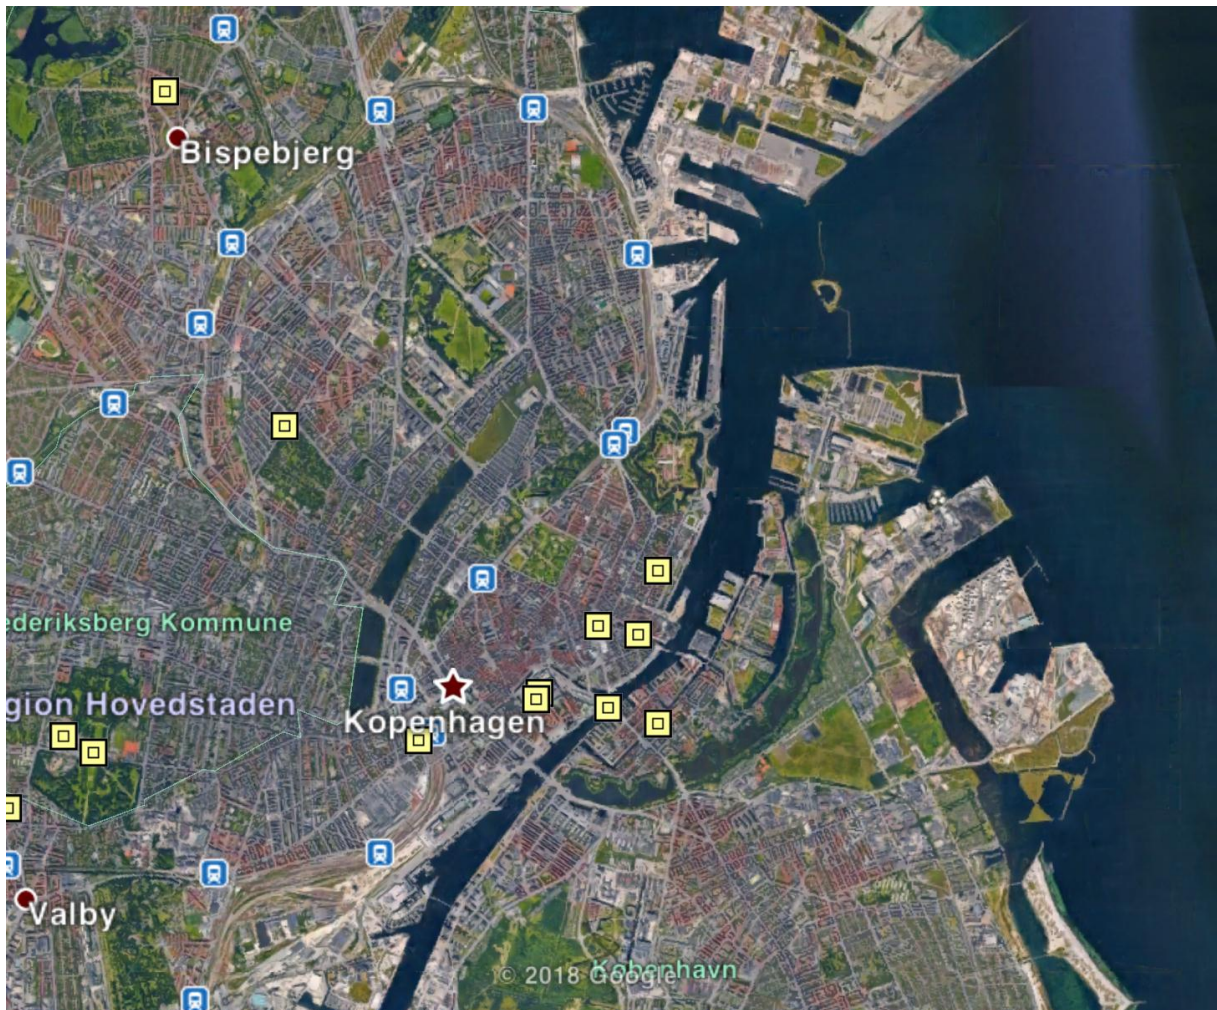 Bispebjerg
ederiksberg Kommune
gion Hovedstaden
Kopenhagen
Valby
© 2018 Google
København